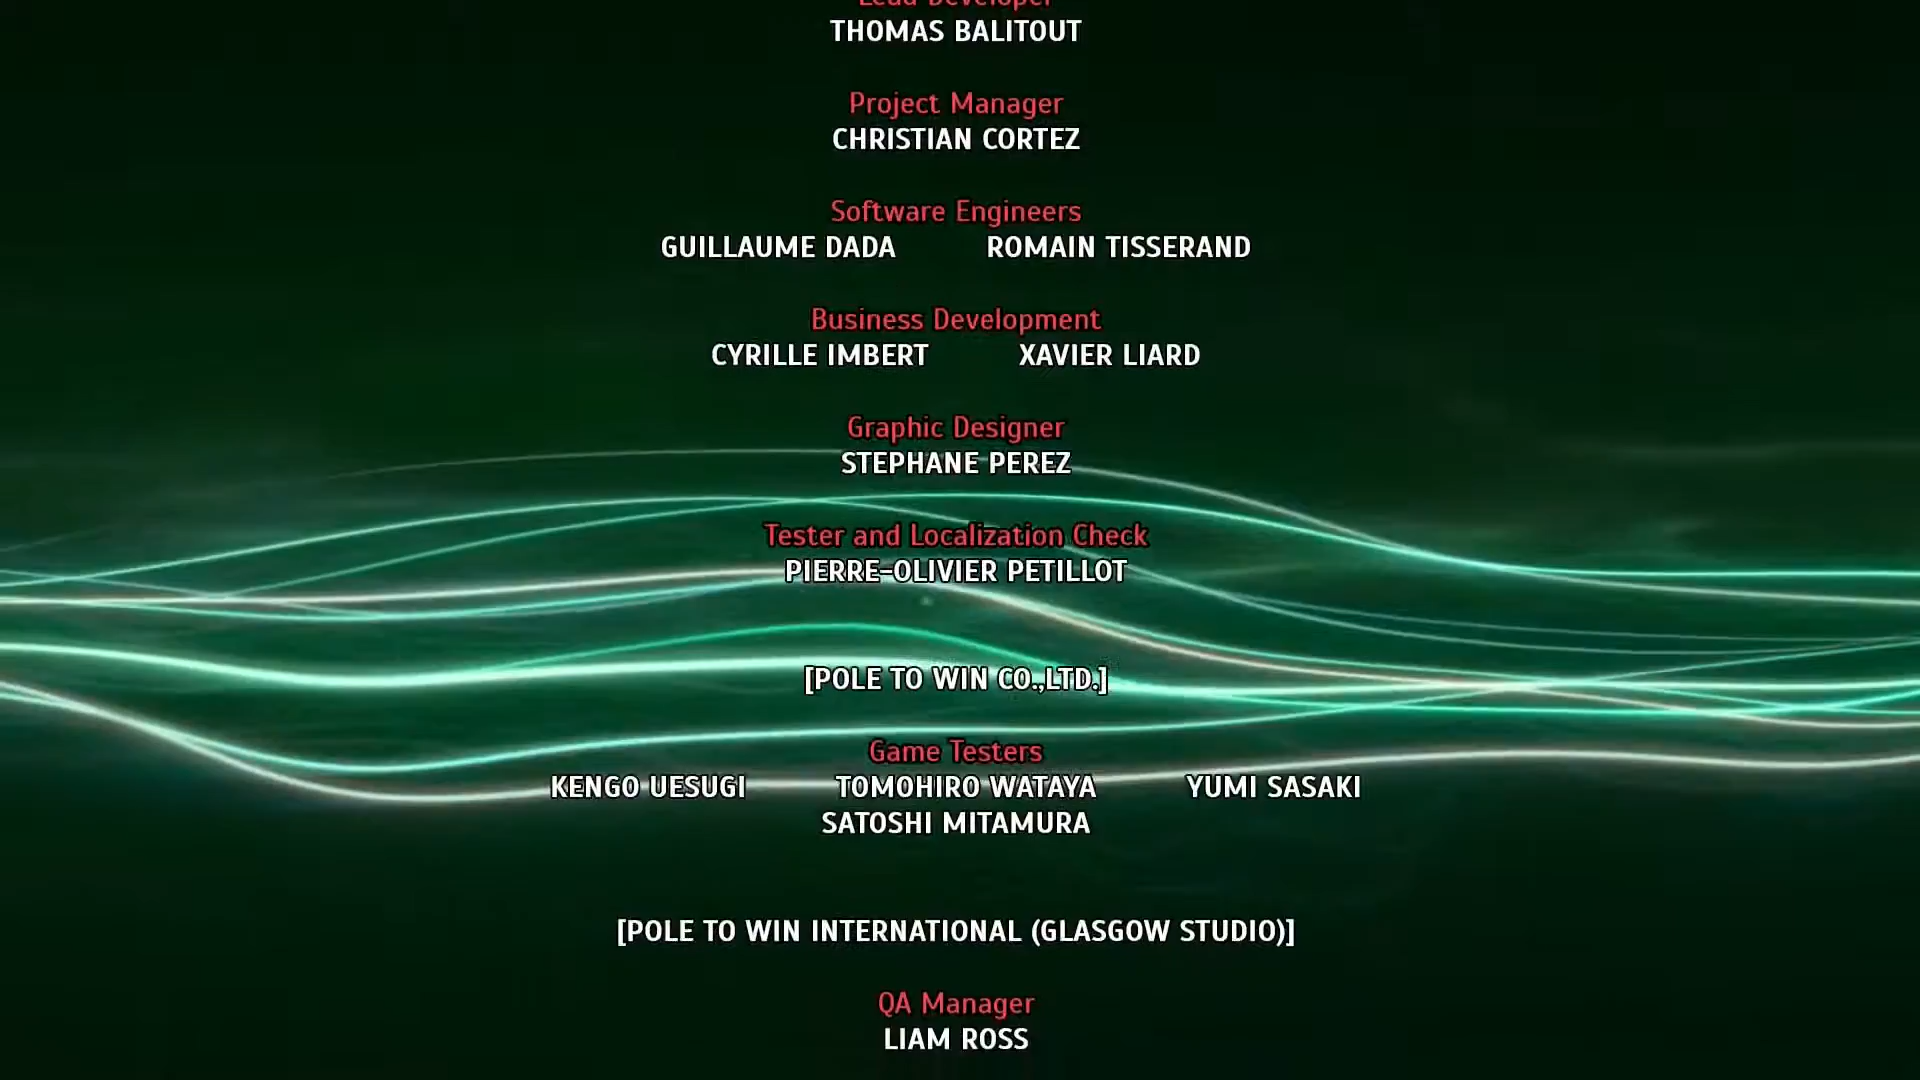 Lead Developer
THOMAS BALITOUT
Project Manager
CHRISTIAN CORTEZ
Software Engineers
GUILLAUME DADA ROMAIN TISSERAND
Business Development
CYRILLE IMBERT XAVIER LIARD
Graphic Designer
STEPHANE PEREZ
Tester and Localization Check
PIERRE-OLIVIER PETILLOT
[POLE TO WIN CO.,LTD.]
Game Testers
KENGO UESUGI TOMOHIRO WATAYA YUMI SASAKI
SATOSHI MITAMURA
[POLE TO WIN INTERNATIONAL (GLASGOW STUDIO)]
QA Manager
LIAM ROSS